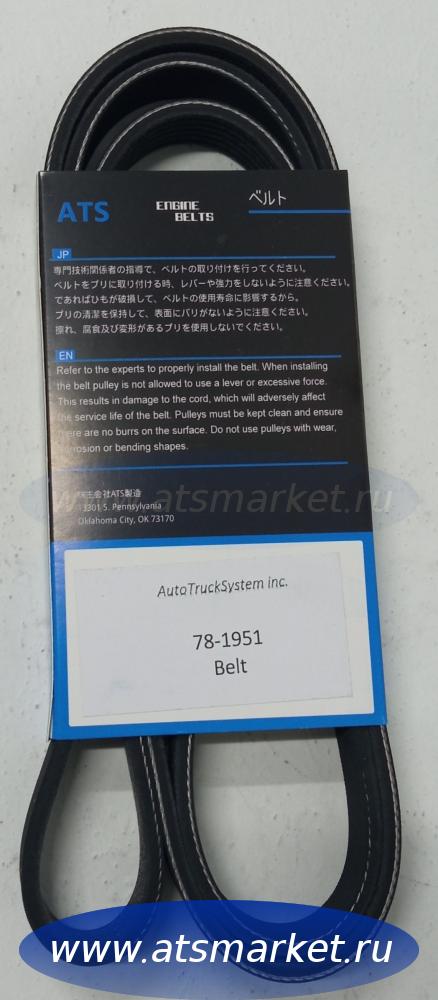 ATS
ENGINE
BELTS
ベルト
JP
専門技術関係者の指導で、ベルトの取り付けを行ってください。
ベルトをプリに取り付ける時、レバーや強力をしないように注意ください。
であればひもが破損して、ベルトの使用寿命に影響するから。
プリの清潔を保持して、表面にバリがないように注意ください。
擦れ、腐食及び変形があるプリを使用しないでください。
EN
Refer to the experts to properly install the belt. When installing
the belt pulley is not allowed to use a lever or excessive force.
This results in damage to the cord, which will adversely affect
the service life of the belt. Pulleys must be kept clean and ensure
there are no burrs on the surface. Do not use pulleys with wear,
corrosion or bending shapes.
www.atsmarket.ru
株主会社ATS製造
13301 S. Pennsylvania
Oklahoma City, OK 73170
AutoTruckSystem inc.
78-1951
Belt
www.atsmarket.ru